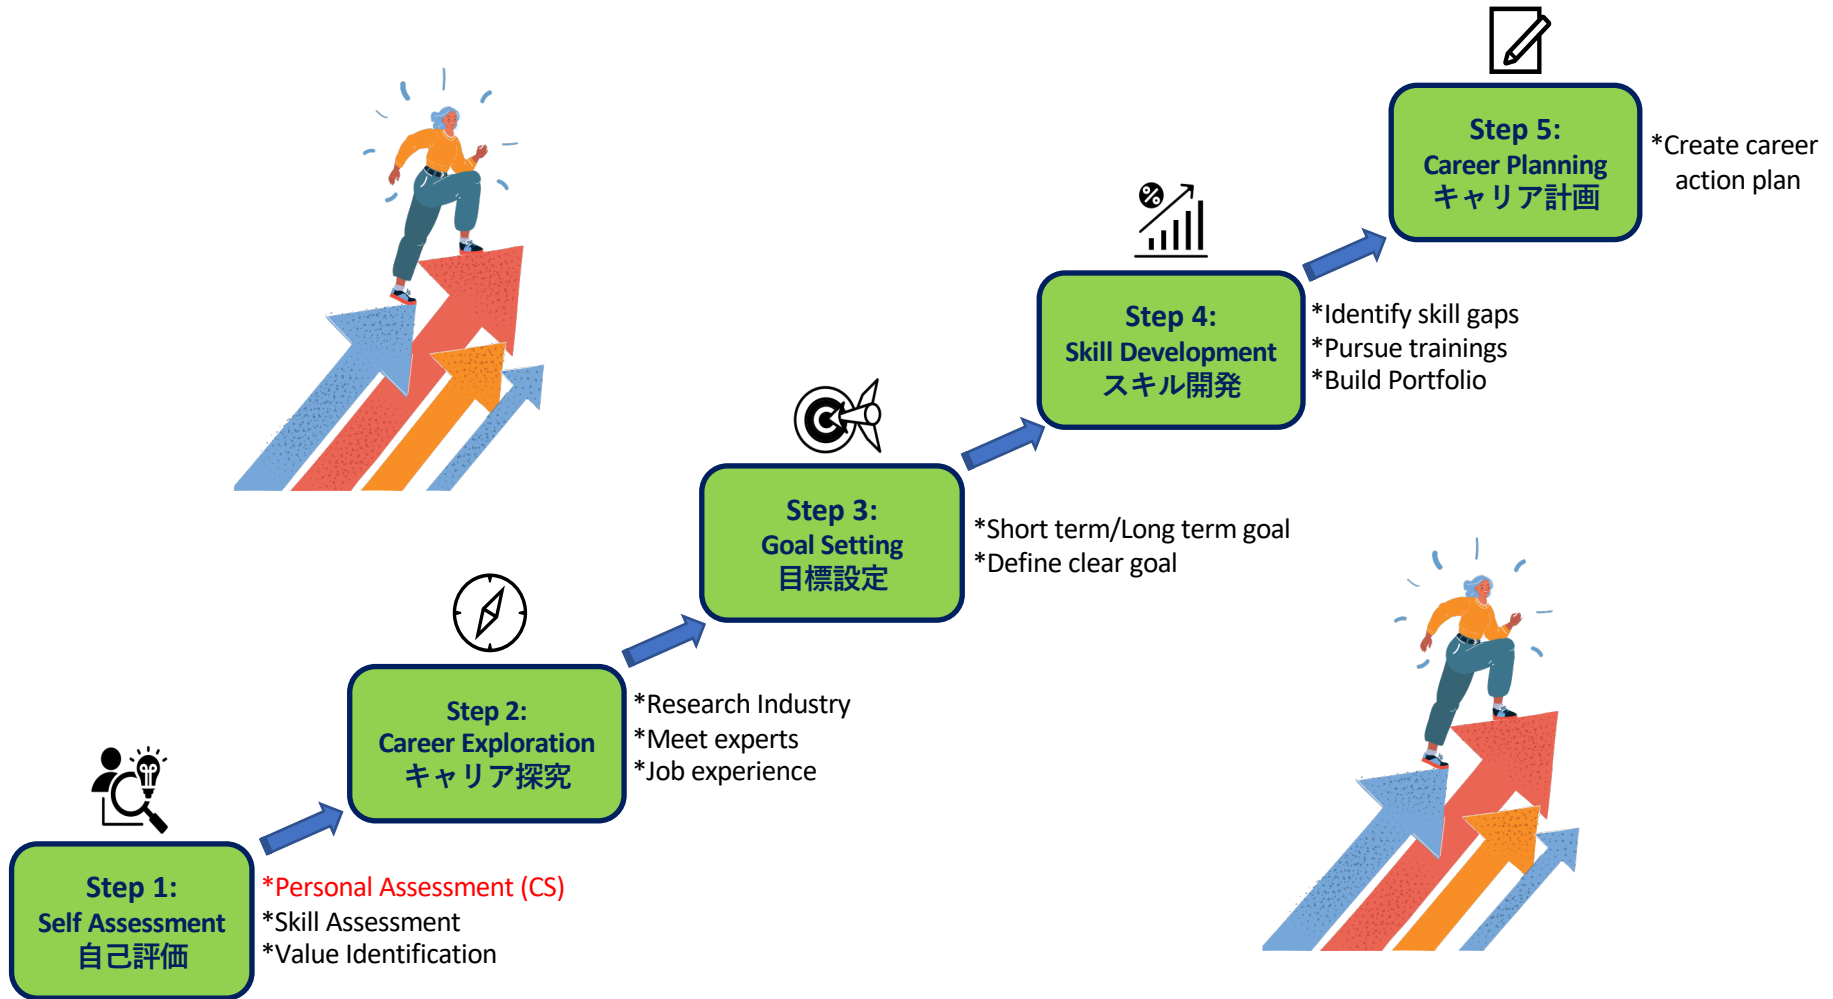 Step 1:
Self Assessment
自己評価
*Personal Assessment (CS)
*Skill Assessment
*Value Identification
Step 2:
Career Exploration
キャリア探究
*Research Industry
*Meet experts
*Job experience
Step 3:
Goal Setting
目標設定
*Short term/Long term goal
*Define clear goal
%
Step 4:
Skill Development
スキル開発
*Identify skill gaps
*Pursue trainings
*Build Portfolio
Step 5:
Career Planning
キャリア計画
*Create career
action plan